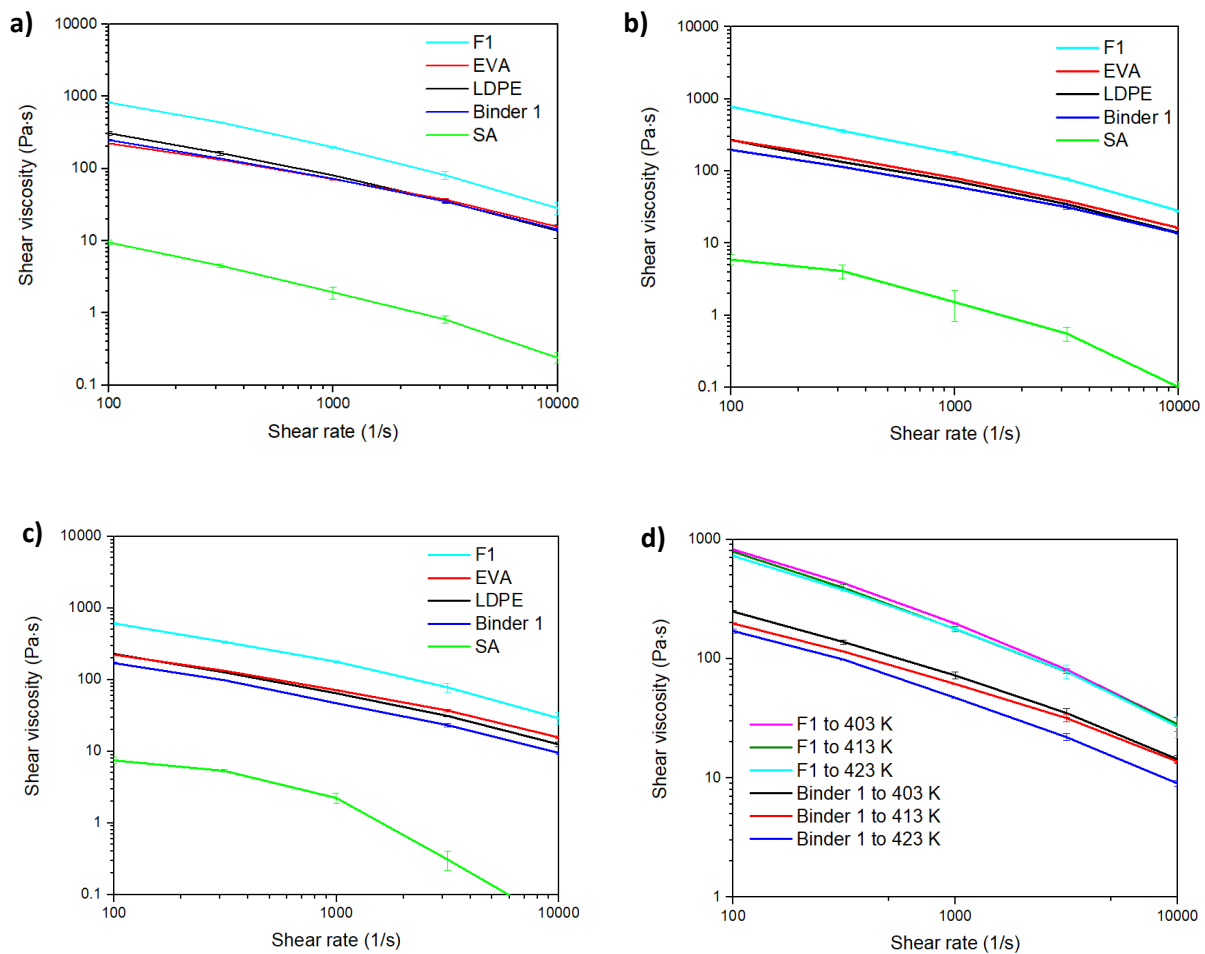 a)
Shear viscosity (Pa·s)
10000
1000
100
10
1
0.1
100
1000
10000
Shear rate (1/s)
F1
EVA
LDPE
Binder 1
SA
b)
Shear viscosity (Pa·s)
10000
1000
100
10
1
0.1
100
1000
10000
Shear rate (1/s)
F1
EVA
LDPE
Binder 1
SA
c)
Shear viscosity (Pa·s)
10000
1000
100
10
1
0.1
100
1000
10000
Shear rate (1/s)
F1
EVA
LDPE
Binder 1
SA
d)
Shear viscosity (Pa·s)
1000
100
10
1
100
1000
10000
Shear rate (1/s)
F1 to 403 K
F1 to 413 K
F1 to 423 K
Binder 1 to 403 K
Binder 1 to 413 K
Binder 1 to 423 K